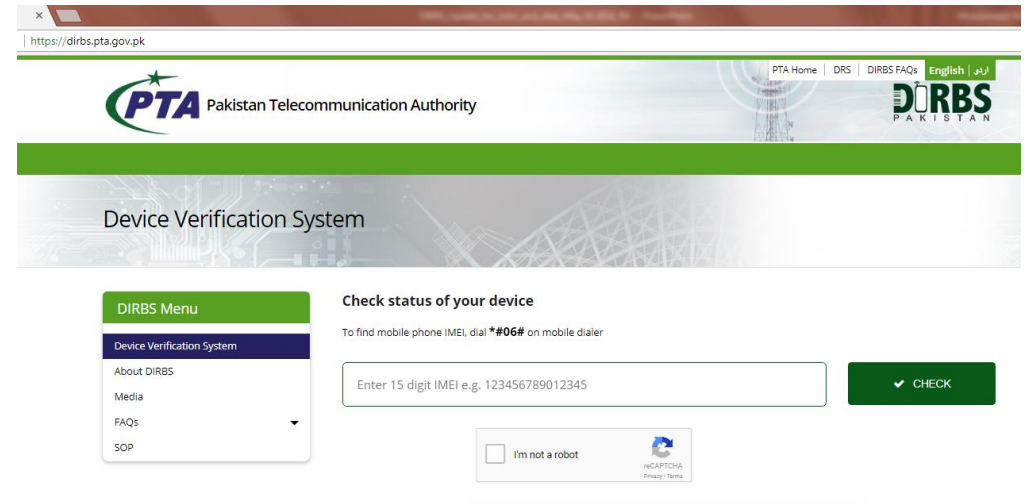 https://dirbs.pta.gov.pk
PTA Home | DRS | DIRBS FAQs English | اردو
PTA Pakistan Telecommunication Authority
DIRBS
PAKISTAN
Device Verification System
DIRBS Menu
Device Verification System
About DIRBS
Media
FAQs
SOP
Check status of your device
To find mobile phone IMEI, dial *#06# on mobile dialer
Enter 15 digit IMEI e.g. 123456789012345
CHECK
I'm not a robot
reCAPTCHA
Privacy - Terms